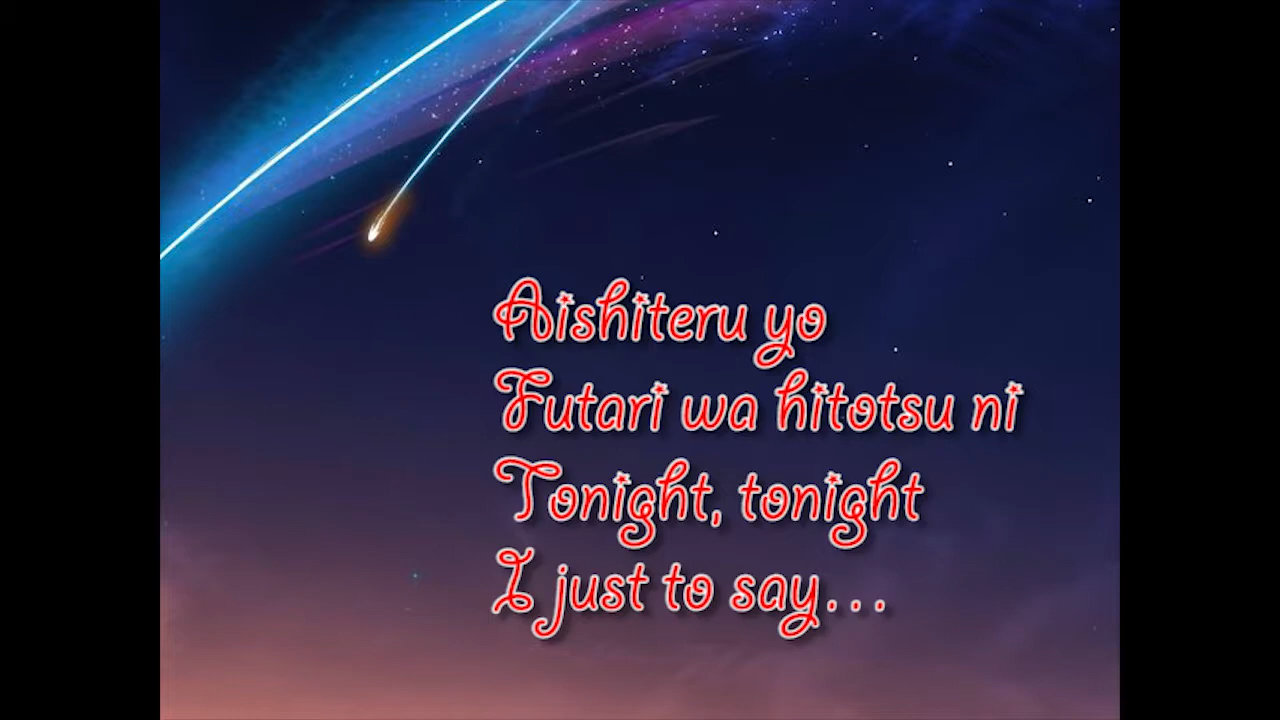 Aishiteru yo
Futari wa hitotsu ni
Tonight, tonight
I just to say...